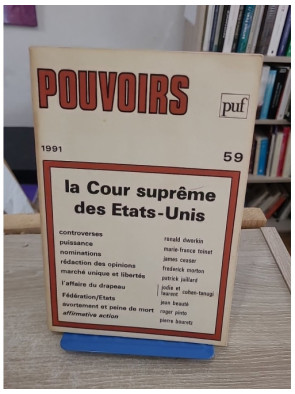 POUVOIRS
puf
1991
59
la Cour suprême
des Etats-Unis
controverses
ronald dworkin
puissance
marie-france toinet
nominations
james ceaser
rédaction des opinions
frederick morton
marché unique et libertés
patrick juillard
l'affaire du drapeau
judie et
laurent cohen-tanugi
Fédération/Etats
jean beauté
avortement et peine de mort
roger pinto
affirmative action
pierre bouretz